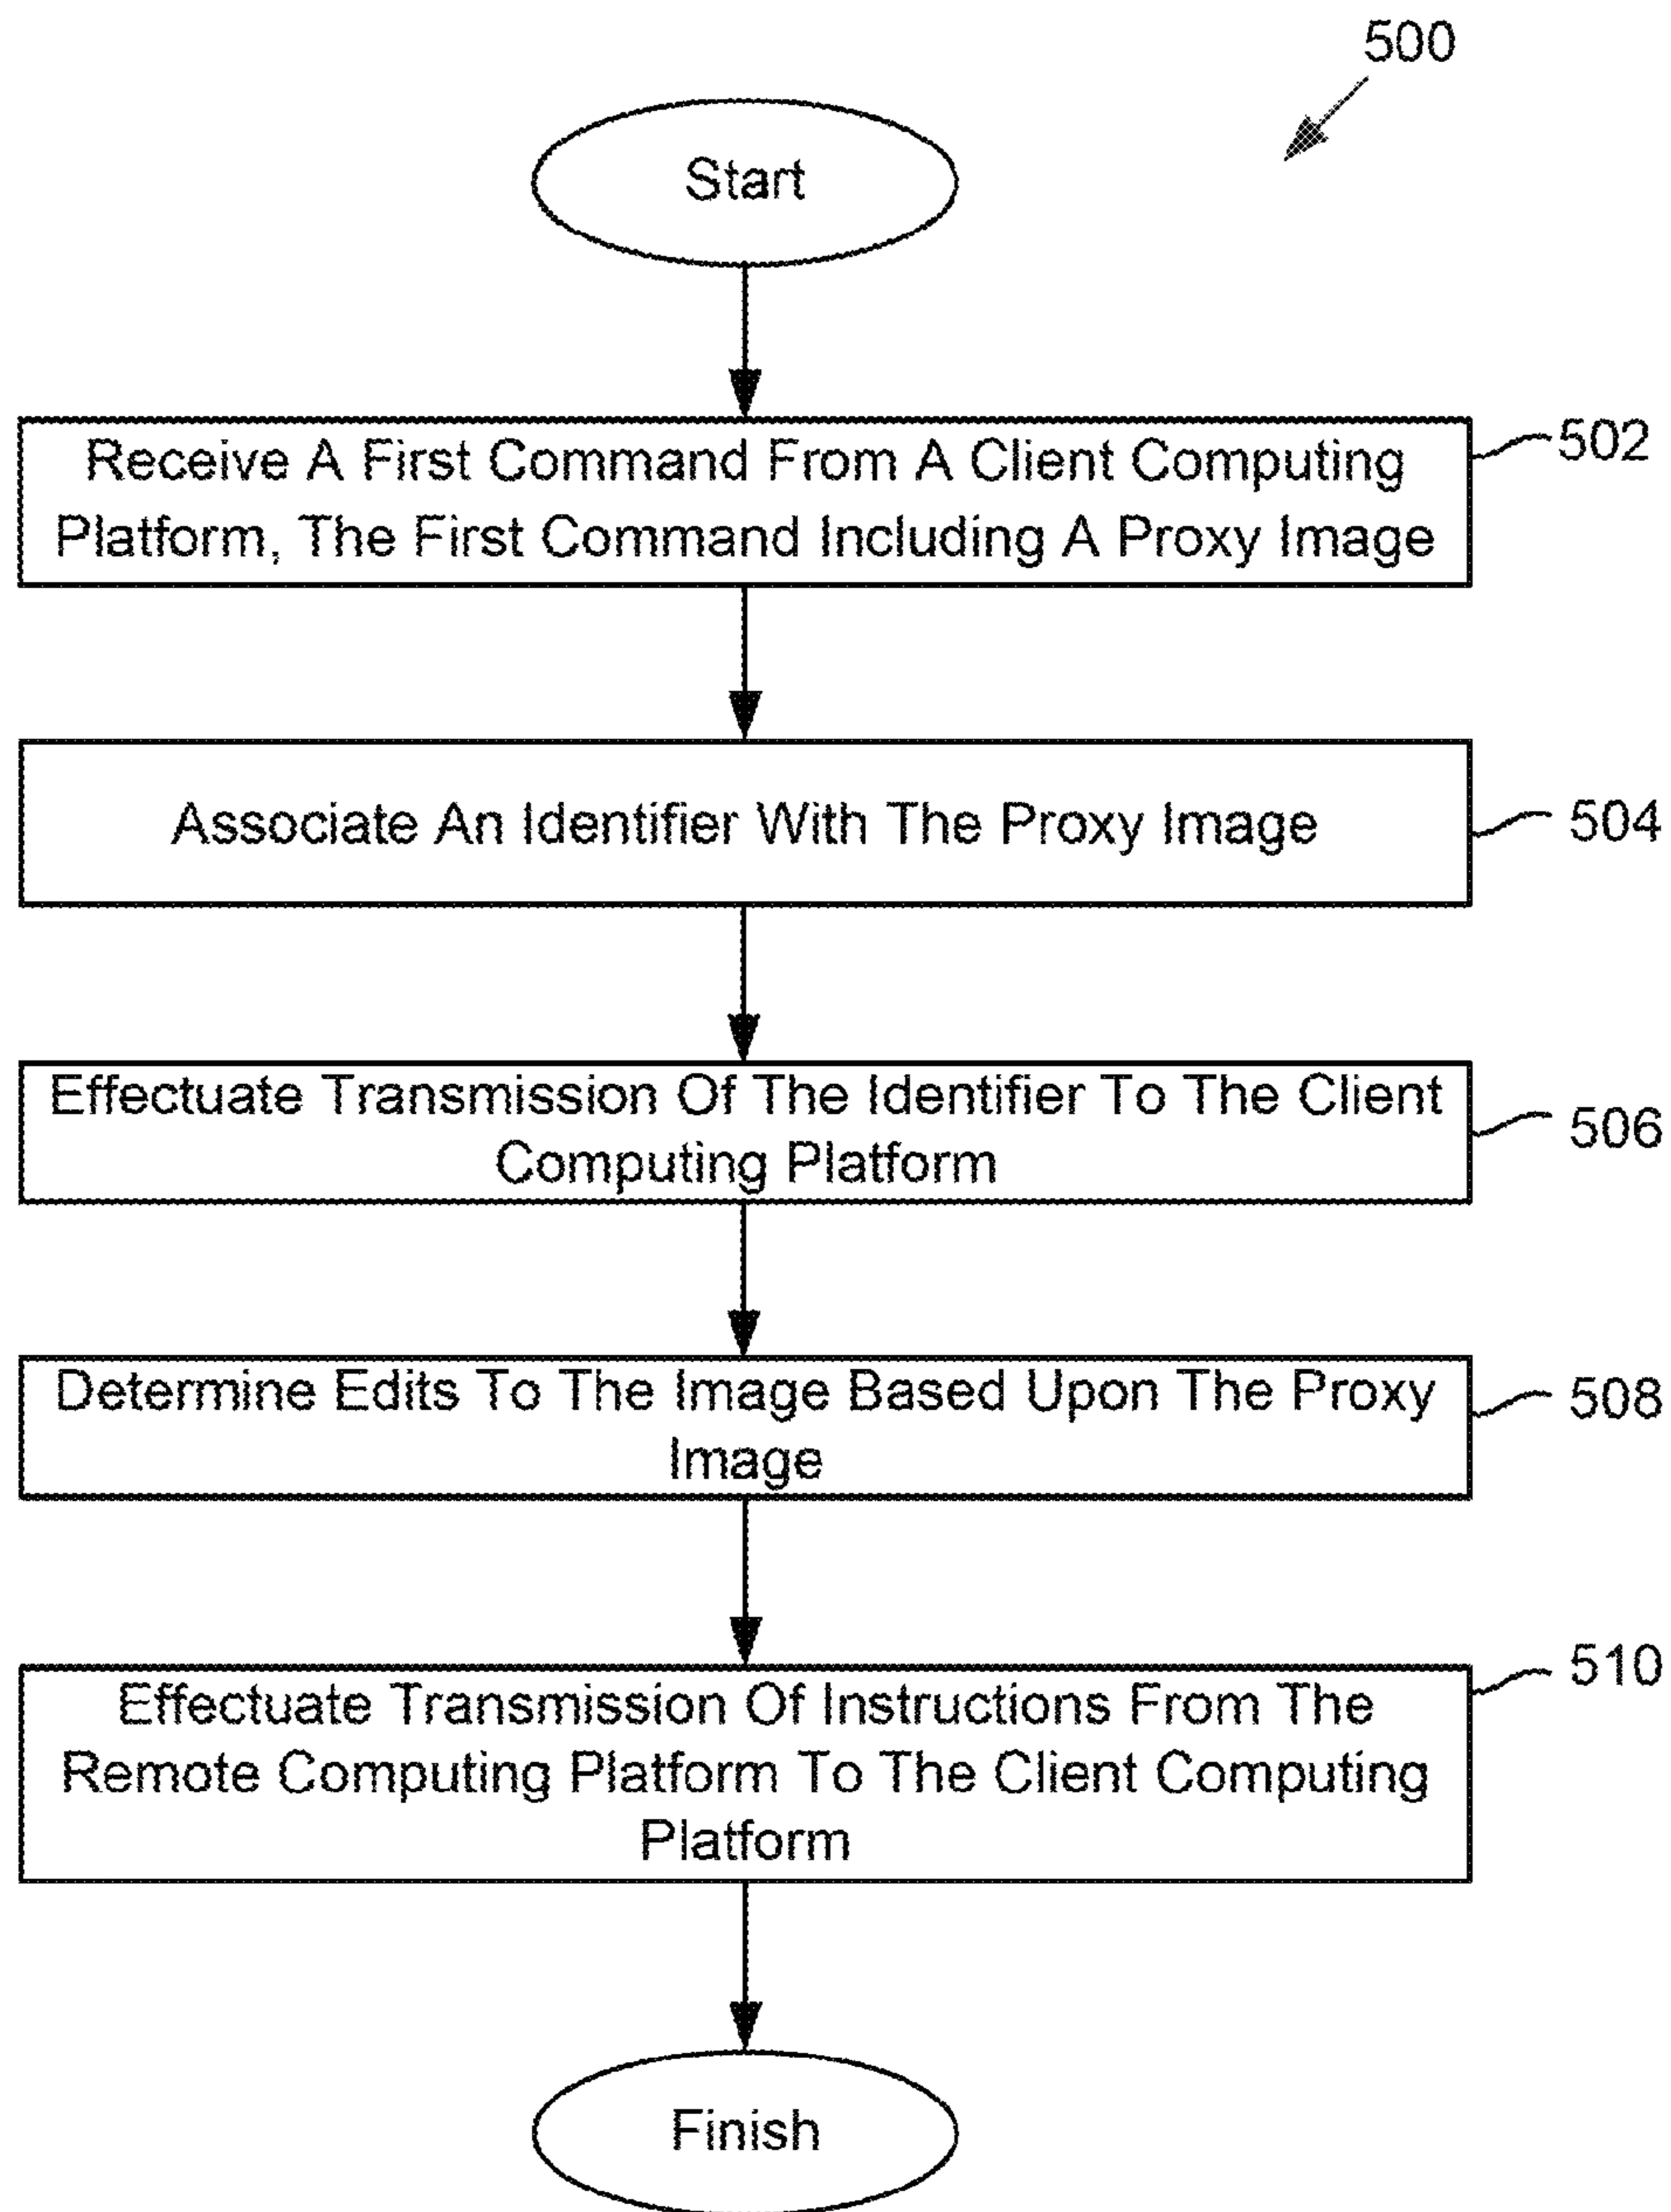 500
Start
Receive A First Command From A Client Computing
Platform, The First Command Including A Proxy Image
502
Associate An Identifier With The Proxy Image
504
Effectuate Transmission Of The Identifier To The Client
Computing Platform
506
Determine Edits To The Image Based Upon The Proxy
Image
508
Effectuate Transmission Of Instructions From The
Remote Computing Platform To The Client Computing
Platform
510
Finish